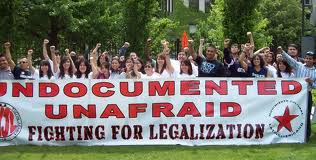 UNDOCUMENTED
UNAFRAID
FIGHTING FOR LEGALIZATION